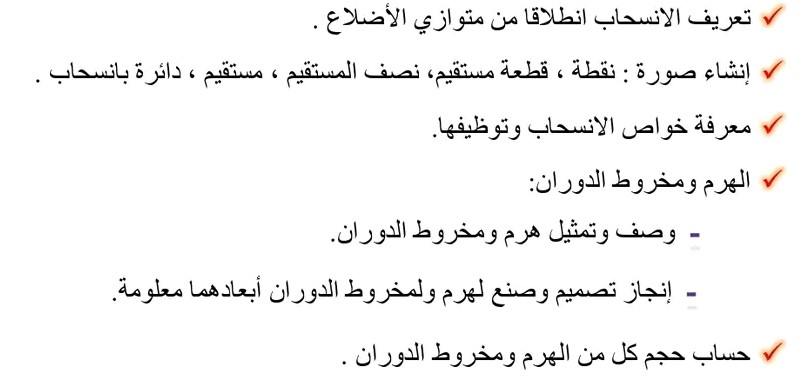 ✓ تعريف الانسحاب انطلاقا من متوازي الأضلاع .
✓ إنشاء صورة : نقطة ، قطعة مستقيم، نصف المستقيم ، مستقيم ، دائرة بانسحاب .
✓ معرفة خواص الانسحاب وتوظيفها.
✓ الهرم ومخروط الدوران:
- وصف وتمثيل هرم ومخروط الدوران.
- إنجاز تصميم وصنع لهرم ولمخروط الدوران أبعادهما معلومة.
✓ حساب حجم كل من الهرم ومخروط الدوران .